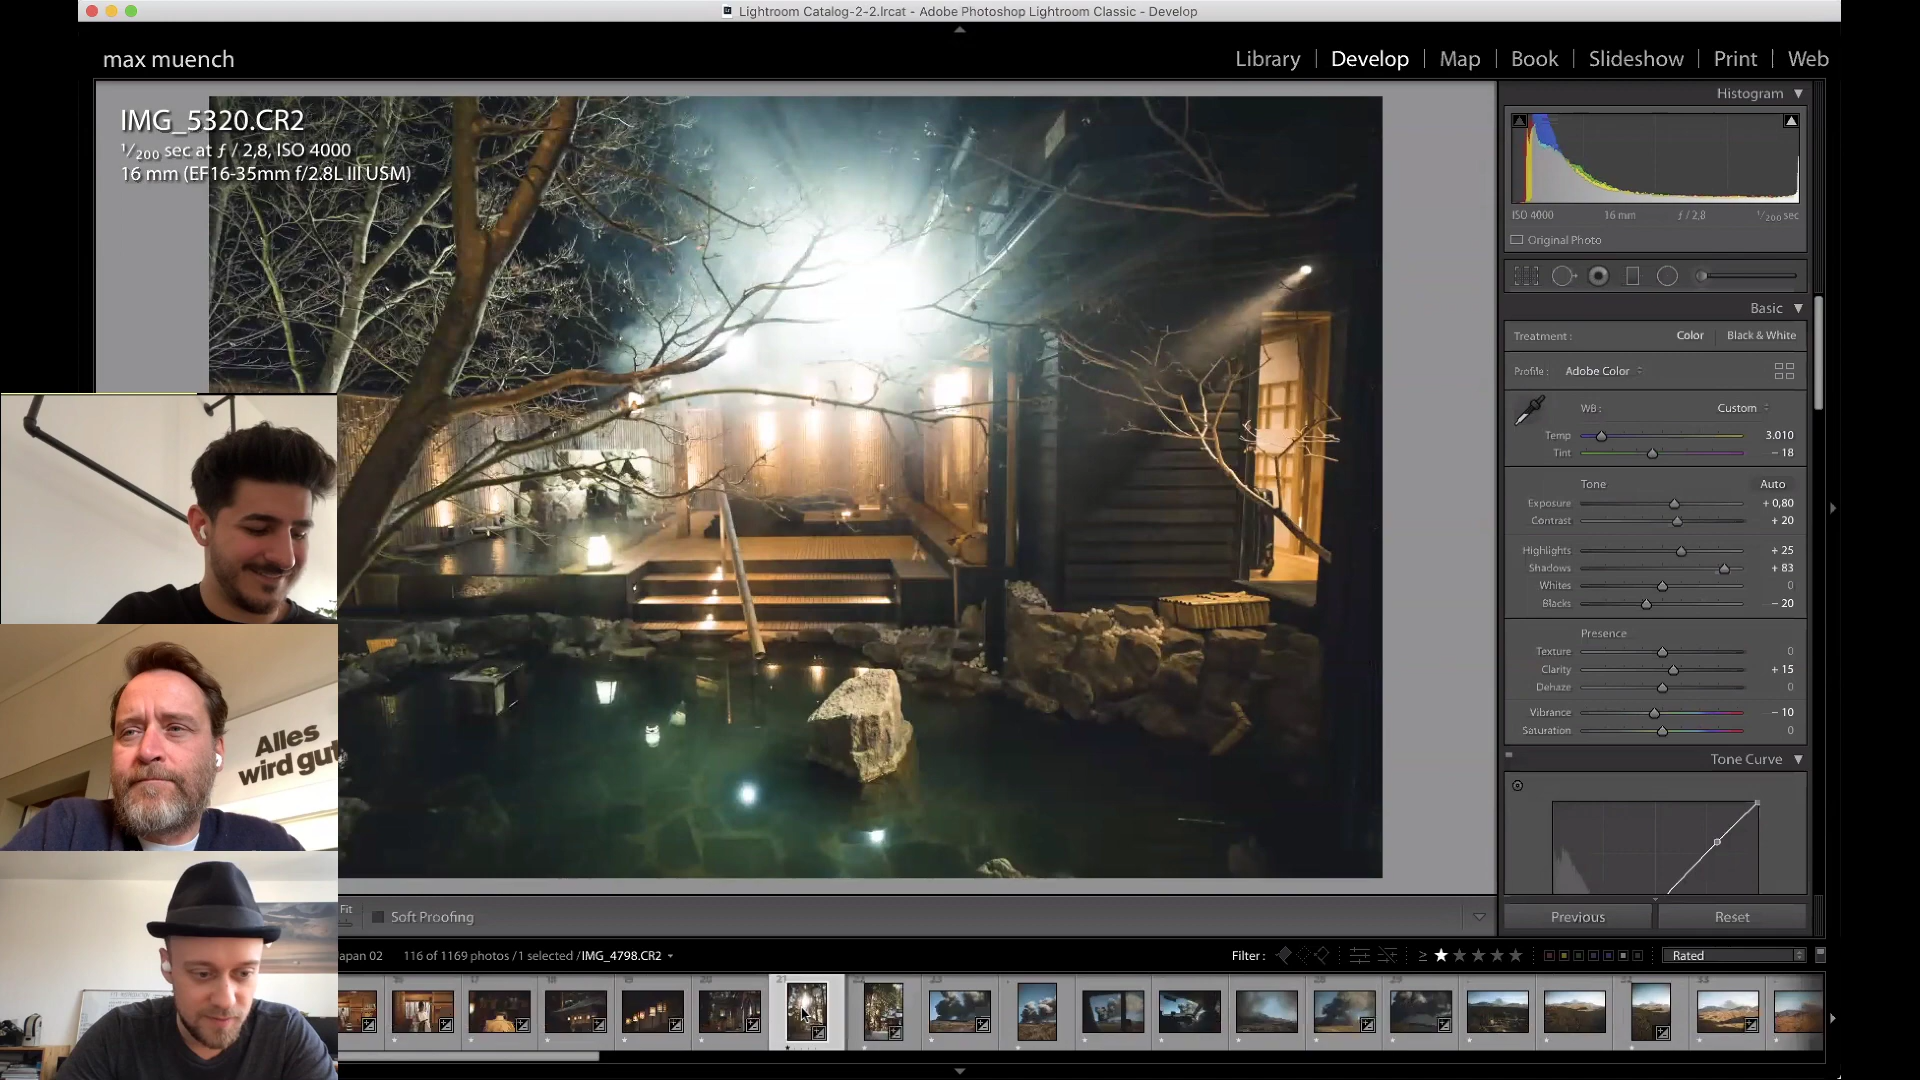 Lightroom Catalog-2-2.lrcat - Adobe Photoshop Lightroom Classic - Develop
max muench
Library | Develop | Map | Book | Slideshow | Print | Web
IMG_5320.CR2
1/200 sec at ƒ / 2,8, ISO 4000
16 mm (EF16-35mm f/2.8L III USM)
Histogram
ISO 4000 16 mm ƒ / 2,8 1/200 sec
Original Photo
Basic
Treatment : Color Black & White
Profile : Adobe Color
WB : Custom
Temp 3.010
Tint − 18
Tone Auto
Exposure + 0,80
Contrast + 20
Highlights + 25
Shadows + 83
Whites 0
Blacks − 20
Presence
Texture 0
Clarity + 15
Dehaze 0
Vibrance − 10
Saturation 0
Tone Curve
Previous Reset
Alles
wird gut
Fit
Soft Proofing
apan 02 116 of 1169 photos / 1 selected / IMG_4798.CR2
Filter : ≥ Rated